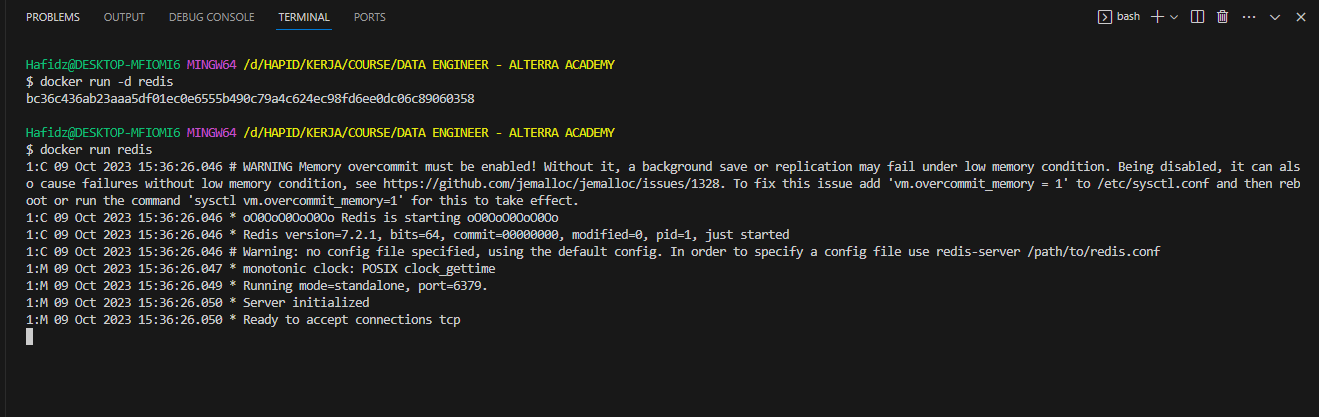 PROBLEMS OUTPUT DEBUG CONSOLE TERMINAL PORTS bash
Hafidz@DESKTOP-MFIOMI6 MINGW64 /d/HAPID/KERJA/COURSE/DATA ENGINEER - ALTERRA ACADEMY
$ docker run -d redis
bc36c436ab23aaa5df01ec0e6555b490c79a4c624ec98fd6ee0dc06c89060358
Hafidz@DESKTOP-MFIOMI6 MINGW64 /d/HAPID/KERJA/COURSE/DATA ENGINEER - ALTERRA ACADEMY
$ docker run redis
1:C 09 Oct 2023 15:36:26.046 # WARNING Memory overcommit must be enabled! Without it, a background save or replication may fail under low memory condition. Being disabled, it can als
o cause failures without low memory condition, see https://github.com/jemalloc/jemalloc/issues/1328. To fix this issue add 'vm.overcommit_memory = 1' to /etc/sysctl.conf and then reb
oot or run the command 'sysctl vm.overcommit_memory=1' for this to take effect.
1:C 09 Oct 2023 15:36:26.046 * oO0OoO0OoO0Oo Redis is starting oO0OoO0OoO0Oo
1:C 09 Oct 2023 15:36:26.046 * Redis version=7.2.1, bits=64, commit=00000000, modified=0, pid=1, just started
1:C 09 Oct 2023 15:36:26.046 # Warning: no config file specified, using the default config. In order to specify a config file use redis-server /path/to/redis.conf
1:M 09 Oct 2023 15:36:26.047 * monotonic clock: POSIX clock_gettime
1:M 09 Oct 2023 15:36:26.049 * Running mode=standalone, port=6379.
1:M 09 Oct 2023 15:36:26.050 * Server initialized
1:M 09 Oct 2023 15:36:26.050 * Ready to accept connections tcp